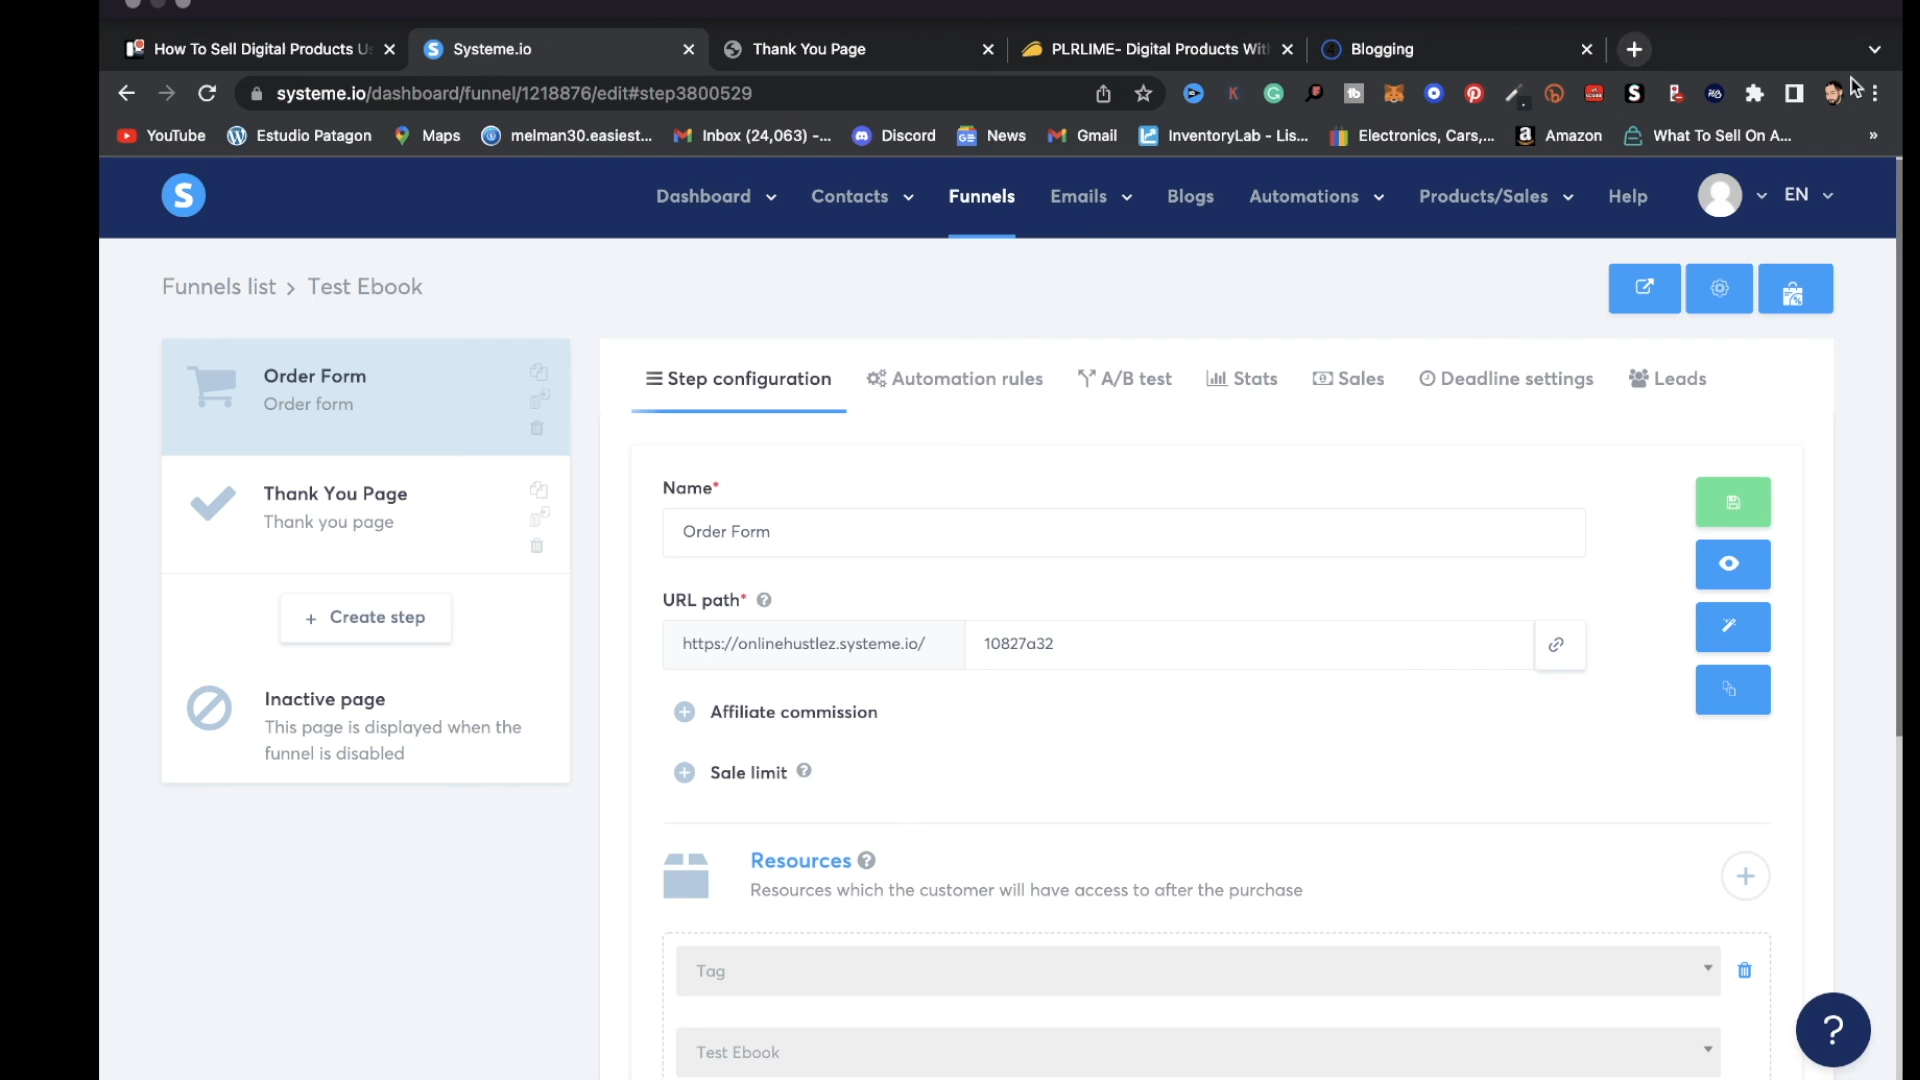 How To Sell Digital Products Us
Systeme.io
Thank You Page
PLRLIME- Digital Products With
Blogging
systeme.io/dashboard/funnel/1218876/edit#step3800529
YouTube
Estudio Patagon
Maps
melman30.easiest...
Inbox (24,063) -...
Discord
News
Gmail
InventoryLab - Lis...
Electronics, Cars,...
Amazon
What To Sell On A...
»
S
Dashboard
Contacts
Funnels
Emails
Blogs
Automations
Products/Sales
Help
EN
Funnels list > Test Ebook
Order Form
Order form
Thank You Page
Thank you page
+ Create step
Inactive page
This page is displayed when the
funnel is disabled
Step configuration
Automation rules
A/B test
Stats
Sales
Deadline settings
Leads
Name*
Order Form
URL path* ?
https://onlinehustlez.systeme.io/
10827a32
Affiliate commission
Sale limit ?
Resources ?
Resources which the customer will have access to after the purchase
Tag
Test Ebook
?